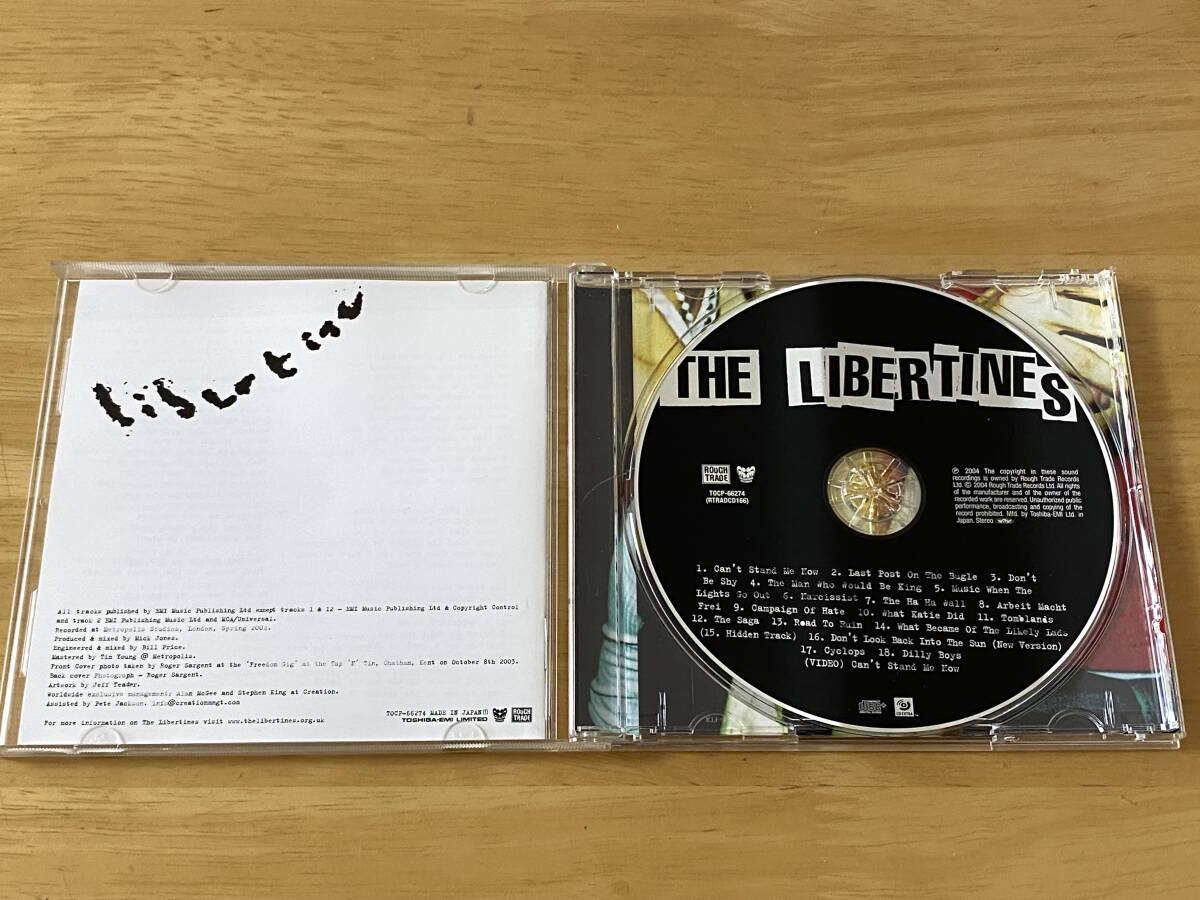 libertine
All tracks published by EMI Music Publishing Ltd except tracks 1 & 12 - EMI Music Publishing Ltd & Copyright Control
and track 2 EMI Publishing Music Ltd and MCA/Universal.
Recorded at Metropolis Studios, London, Spring 2004.
Produced & mixed by Mick Jones.
Engineered & mixed by Bill Price.
Mastered by Tim Young @ Metropolis.
Front Cover photo taken by Roger Sargent at the 'Freedom Gig' at the Tap 'N' Tin, Chatham, Kent on October 8th 2003.
Back cover Photograph - Roger Sargent.
Artwork by Jeff Teader.
Worldwide exclusive management: Alan McGee and Stephen King at Creation.
Assisted by Pete Jackson. info@creationmngt.com
For more information on The Libertines visit www.thelibertines.org.uk
TOCP-66274 MADE IN JAPAN
TOSHIBA-EMI LIMITED
ROUGH
TRADE
THE LIBERTINES
ROUGH
TRADE
TOCP-66274
(RTRADCD166)
℗ 2004 The copyright in these sound
recordings is owned by Rough Trade Records
Ltd. © 2004 Rough Trade Records Ltd. All rights
of the manufacturer and of the owner of the
recorded work are reserved. Unauthorized public
performance, broadcasting and copying of the
record prohibited. Mfd. by Toshiba-EMI Ltd. in
Japan. Stereo
1. Can't Stand Me Now 2. Last Post On The Bugle 3. Don't
Be Shy 4. The Man Who Would Be King 5. Music When The
Lights Go Out 6. Narcissist 7. The Ha Ha Wall 8. Arbeit Macht
Frei 9. Campaign Of Hate 10. What Katie Did 11. Tomblands
12. The Saga 13. Road To Ruin 14. What Became Of The Likely Lads
(15. Hidden Track) 16. Don't Look Back Into The Sun (New Version)
17. Cyclops 18. Dilly Boys
(VIDEO) Can't Stand Me Now